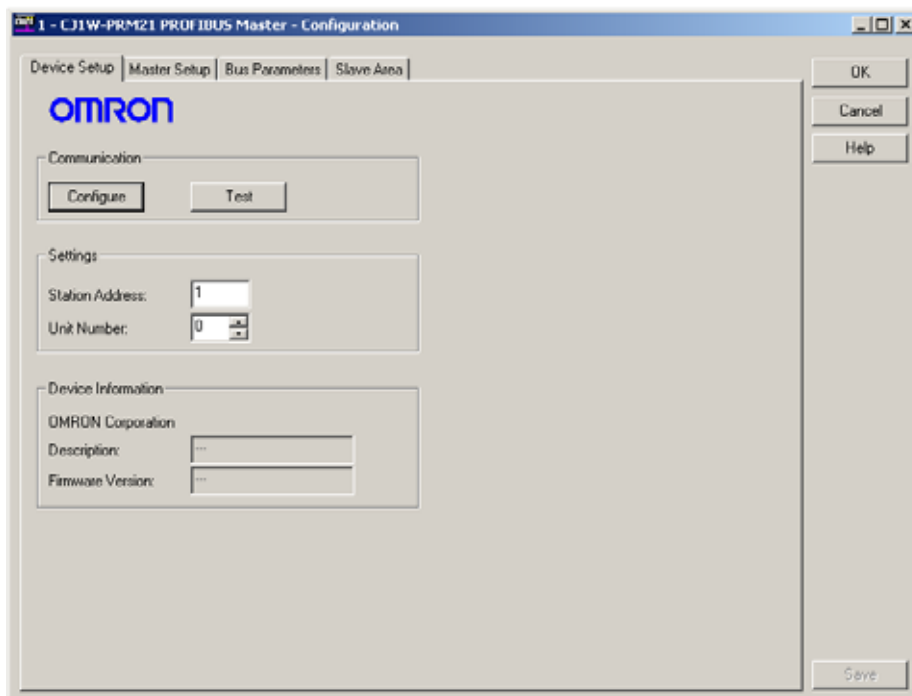 1 - CJ1W-PRM21 PROFIBUS Master - Configuration
Device Setup Master Setup Bus Parameters Slave Area
OK
OMRON
Cancel
Help
Communication
Configure Test
Settings
Station Address: 1
Unit Number: 0
Device Information
OMRON Corporation
Description: ---
Firmware Version: ---
Save